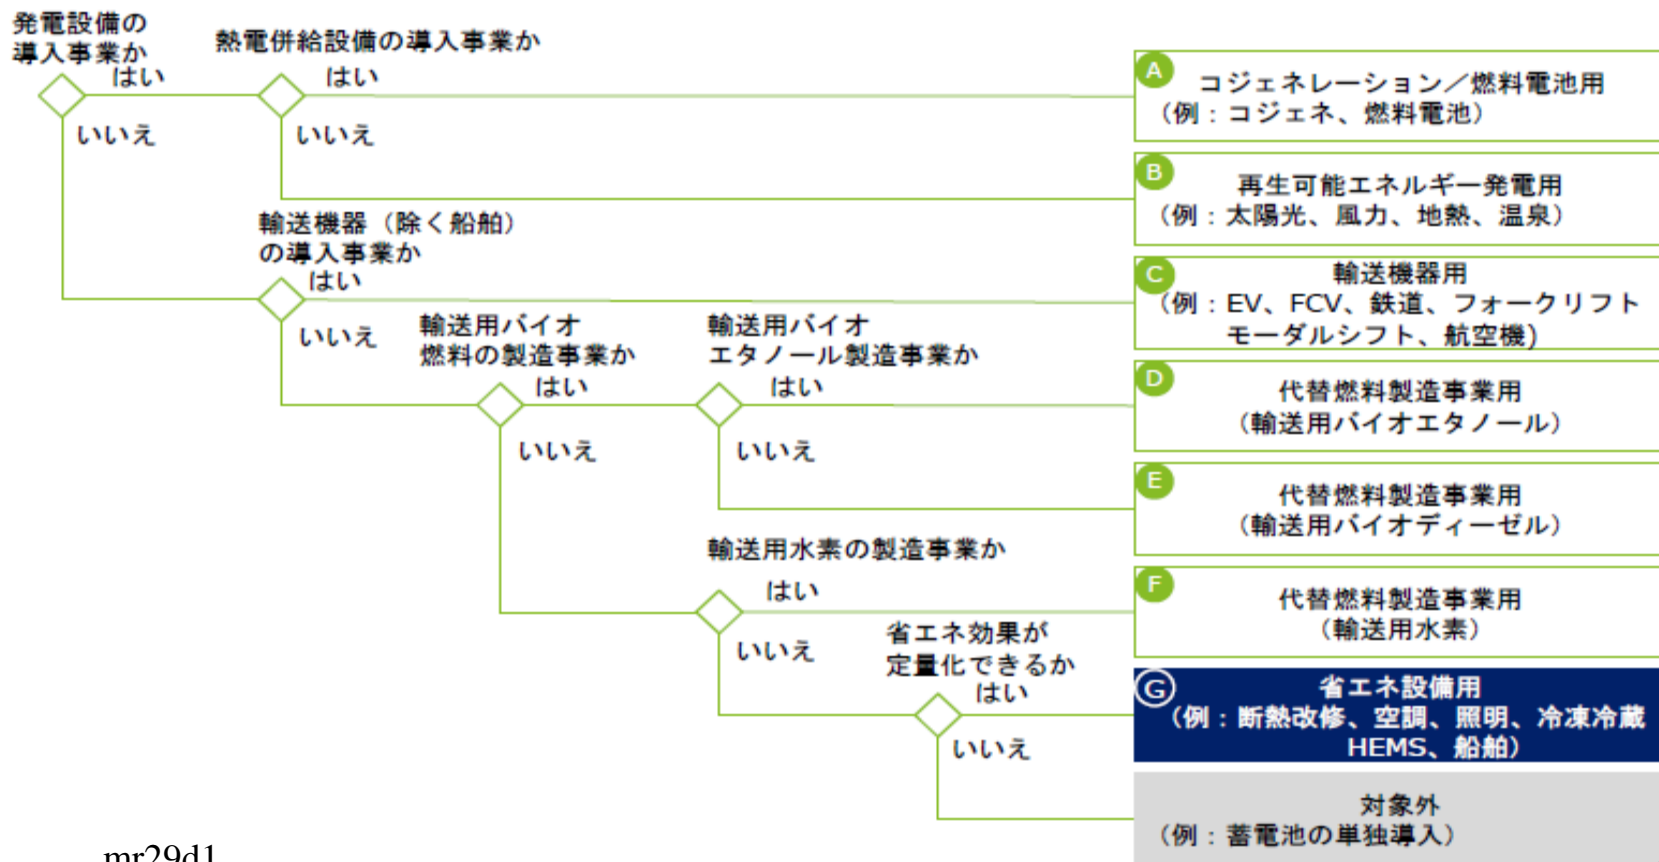 発電設備の
導入事業か
はい
いいえ
熱電併給設備の導入事業か
はい
いいえ
A
コジェネレーション／燃料電池用
（例：コジェネ、燃料電池）
B
再生可能エネルギー発電用
（例：太陽光、風力、地熱、温泉）
輸送機器（除く船舶）
の導入事業か
はい
いいえ
C
輸送機器用
（例：EV、FCV、鉄道、フォークリフト
モーダルシフト、航空機)
輸送用バイオ
燃料の製造事業か
はい
いいえ
輸送用バイオ
エタノール製造事業か
はい
いいえ
D
代替燃料製造事業用
（輸送用バイオエタノール）
E
代替燃料製造事業用
（輸送用バイオディーゼル）
輸送用水素の製造事業か
はい
いいえ
F
代替燃料製造事業用
（輸送用水素）
省エネ効果が
定量化できるか
はい
いいえ
G
省エネ設備用
（例：断熱改修、空調、照明、冷凍冷蔵
HEMS、船舶）
対象外
（例：蓄電池の単独導入）
mr29d1